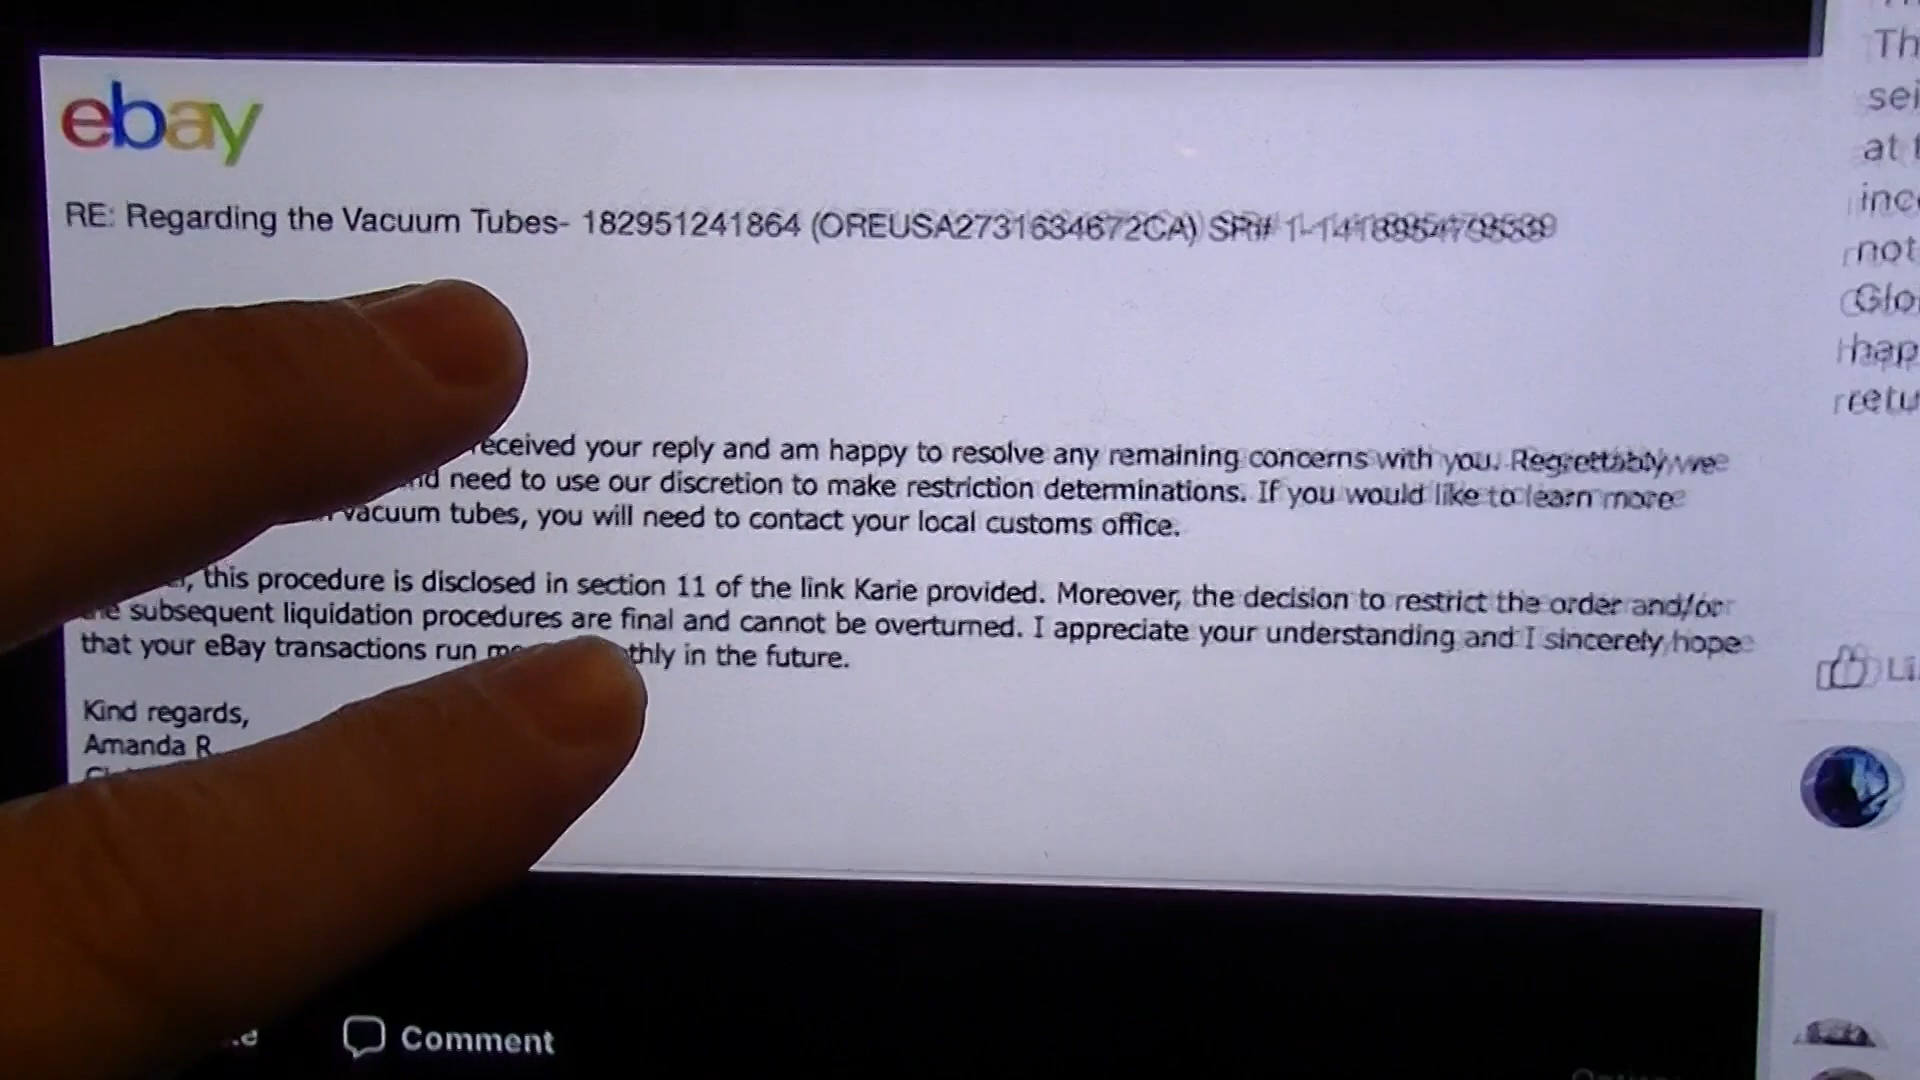 ebay
RE: Regarding the Vacuum Tubes- 182951241864 (OREUSA2731634672CA) SR#
received your reply and am happy to resolve any remaining concerns with you. Regrettably we
need to use our discretion to make restriction determinations. If you would like to learn more
vacuum tubes, you will need to contact your local customs office.
this procedure is disclosed in section 11 of the link Karie provided. Moreover, the decision to restrict the order and/or
subsequent liquidation procedures are final and cannot be overturned. I appreciate your understanding and I sincerely hope
that your eBay transactions run in the future.
Kind regards,
Amanda R.
Comment
not
at